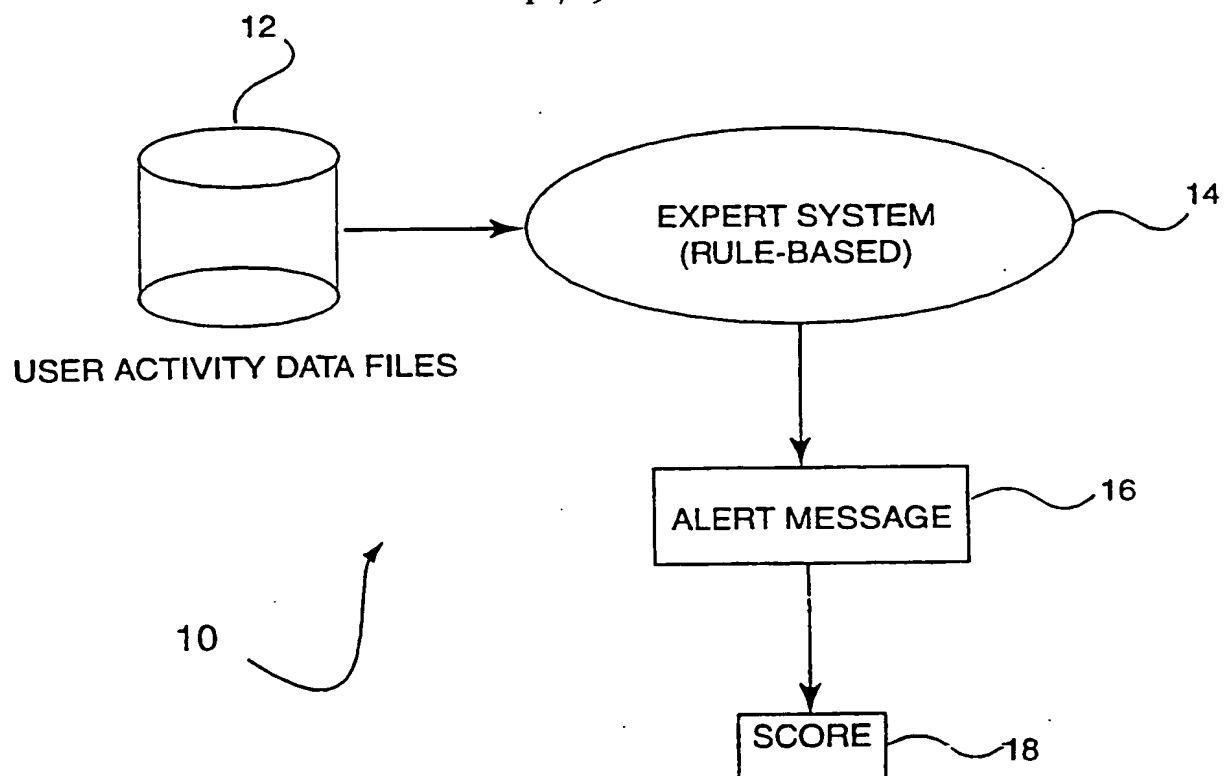 12
EXPERT SYSTEM
(RULE-BASED)
14
USER ACTIVITY DATA FILES
ALERT MESSAGE
16
10
SCORE
18